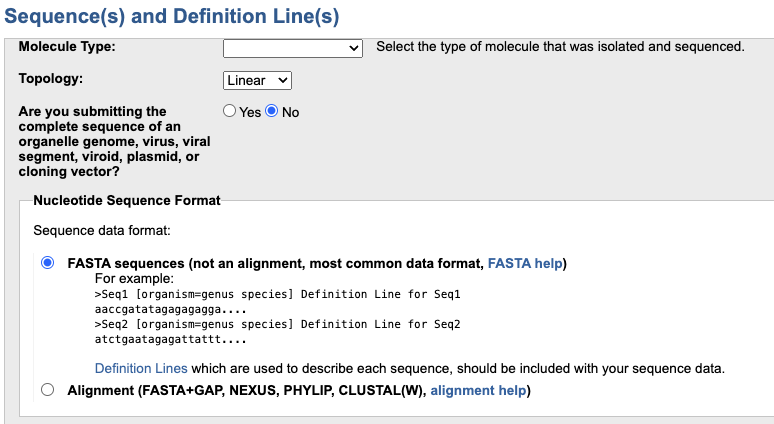 Sequence(s) and Definition Line(s)
Molecule Type: Select the type of molecule that was isolated and sequenced.
Topology: Linear
Are you submitting the Yes No
complete sequence of an
organelle genome, virus, viral
segment, viroid, plasmid, or
cloning vector?
Nucleotide Sequence Format
Sequence data format:
FASTA sequences (not an alignment, most common data format, FASTA help)
For example:
>Seq1 [organism=genus species] Definition Line for Seq1
aaccgatatagagagagga....
>Seq2 [organism=genus species] Definition Line for Seq2
atctgaatagagattattt....
Definition Lines which are used to describe each sequence, should be included with your sequence data.
Alignment (FASTA+GAP, NEXUS, PHYLIP, CLUSTAL(W), alignment help)